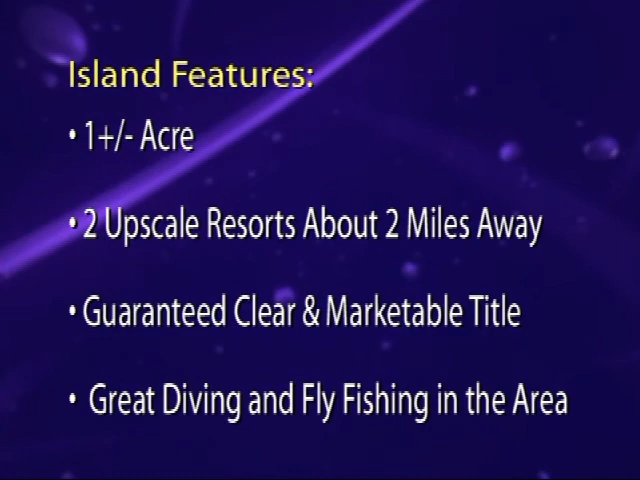 Island Features:
• 1+/- Acre
• 2 Upscale Resorts About 2 Miles Away
• Guaranteed Clear & Marketable Title
• Great Diving and Fly Fishing in the Area